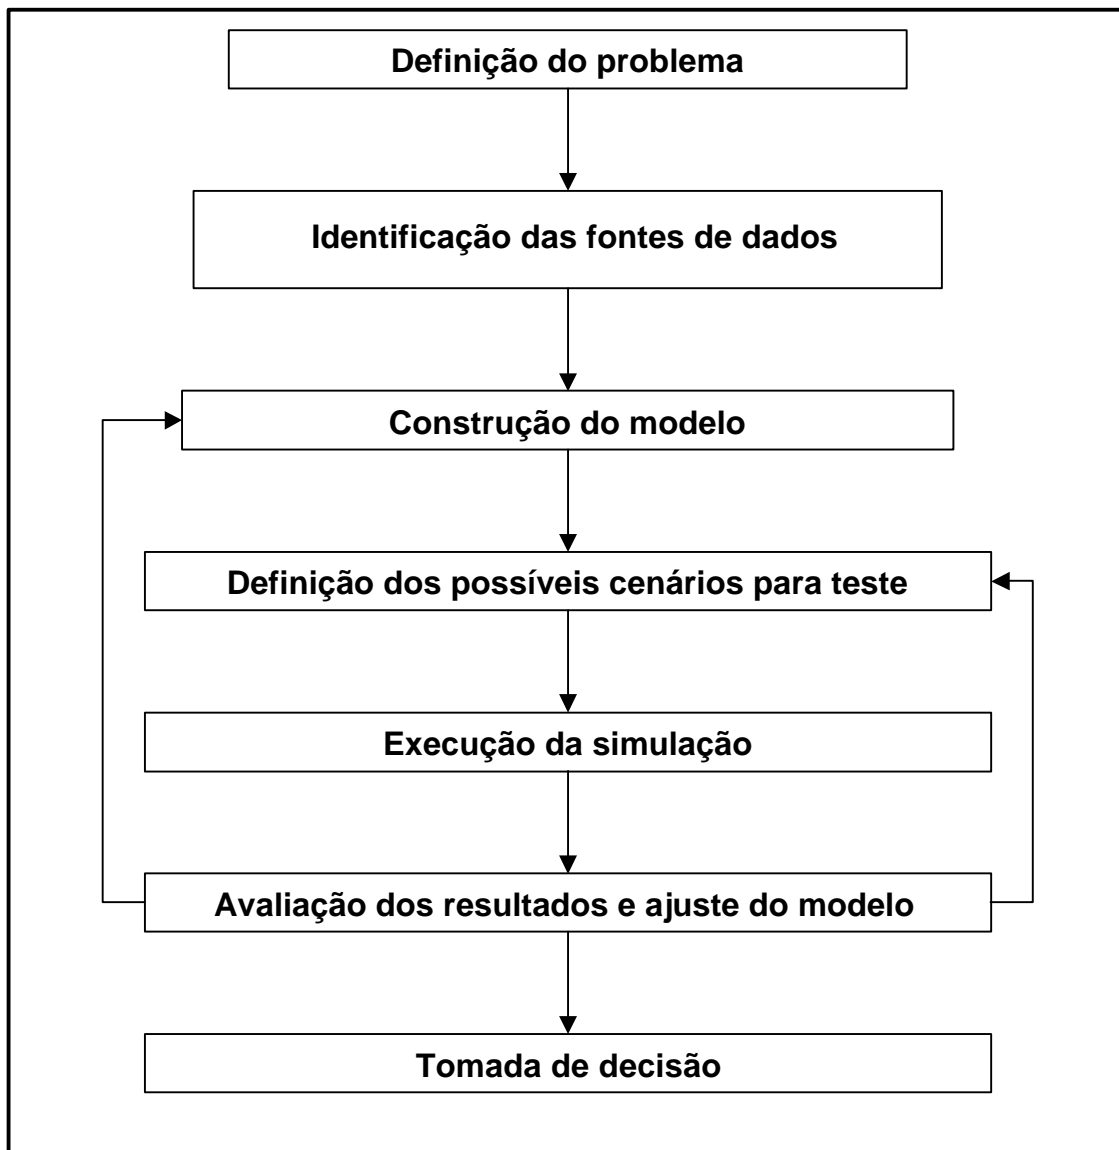 Definição do problema
Identificação das fontes de dados
Construção do modelo
Definição dos possíveis cenários para teste
Execução da simulação
Avaliação dos resultados e ajuste do modelo
Tomada de decisão